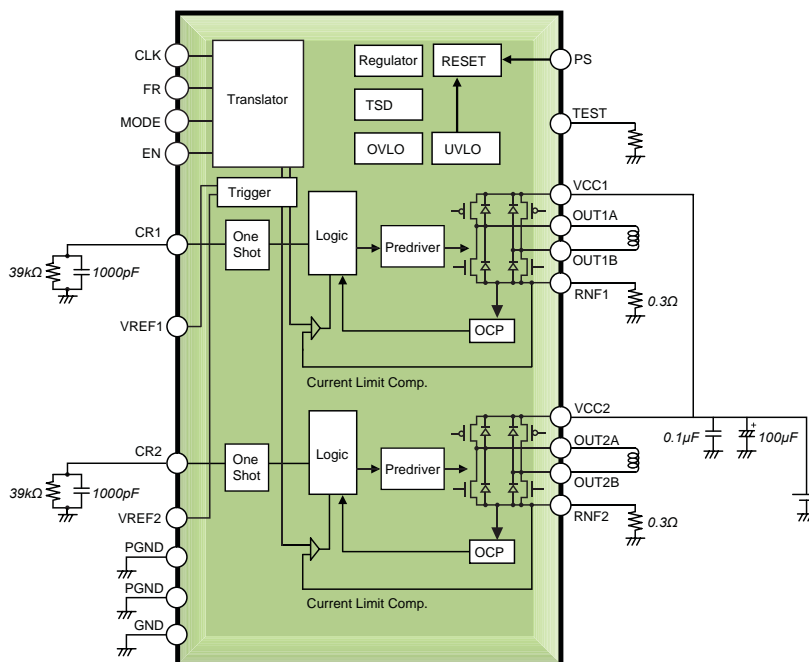 CLK
FR
MODE
EN
Translator
Regulator
RESET
TSD
OVLO
UVLO
PS
TEST
Trigger
VCC1
OUT1A
OUT1B
RNF1
0.3Ω
CR1
39kΩ
1000pF
One
Shot
Logic
Predriver
OCP
VREF1
Current Limit Comp.
VCC2
OUT2A
OUT2B
RNF2
0.3Ω
0.1µF
+
100µF
CR2
39kΩ
1000pF
One
Shot
Logic
Predriver
OCP
VREF2
PGND
PGND
GND
Current Limit Comp.